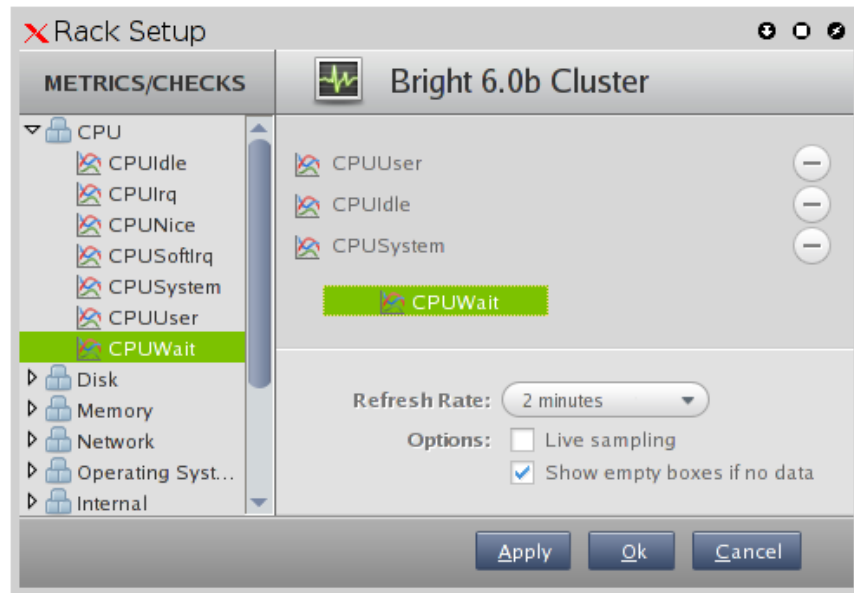 Rack Setup
METRICS/CHECKS
Bright 6.0b Cluster
CPU
CPUIdle
CPUIrq
CPUNice
CPUSoftIrq
CPUSystem
CPUUser
CPUWait
Disk
Memory
Network
Operating Syst...
Internal
CPUUser
CPUIdle
CPUSystem
CPUWait
Refresh Rate: 2 minutes
Options: Live sampling
Show empty boxes if no data
Apply Ok Cancel